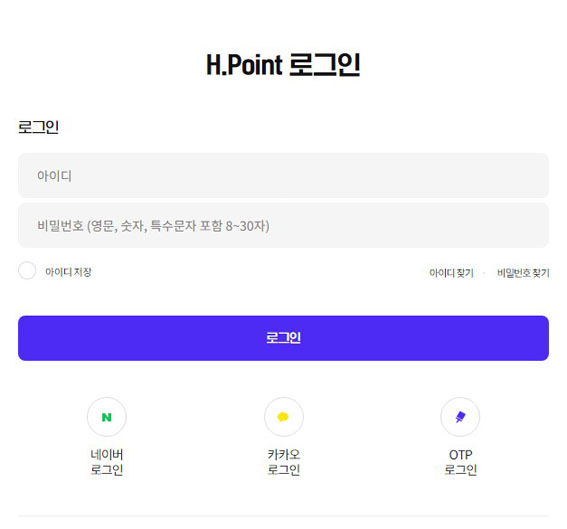 H.Point 로그인
로그인
아이디
비밀번호 (영문, 숫자, 특수문자 포함 8~30자)
아이디 저장
아이디 찾기 · 비밀번호 찾기
로그인
N
네이버
로그인
카카오
로그인
OTP
로그인